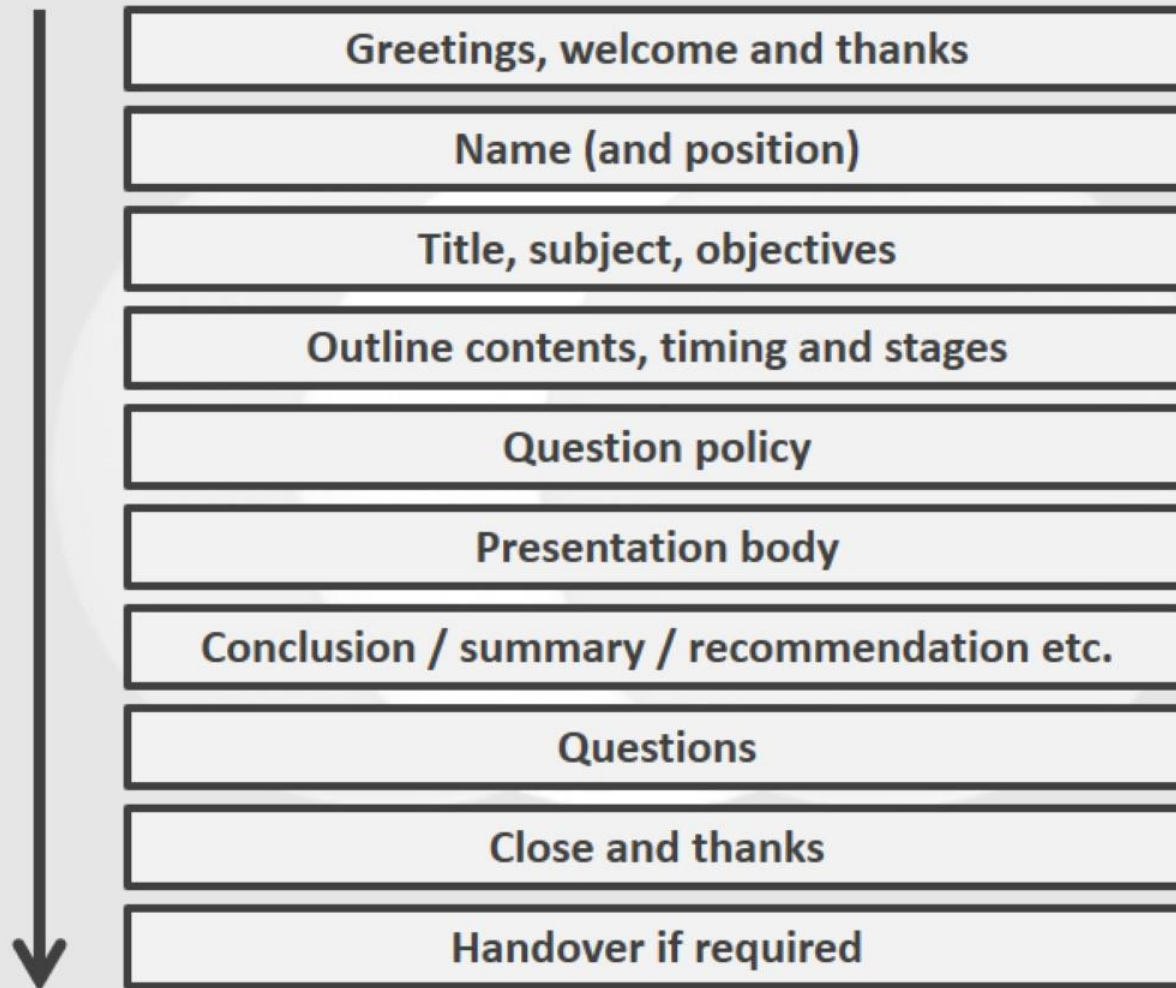 Greetings, welcome and thanks
Name (and position)
Title, subject, objectives
Outline contents, timing and stages
Question policy
Presentation body
Conclusion / summary / recommendation etc.
Questions
Close and thanks
Handover if required